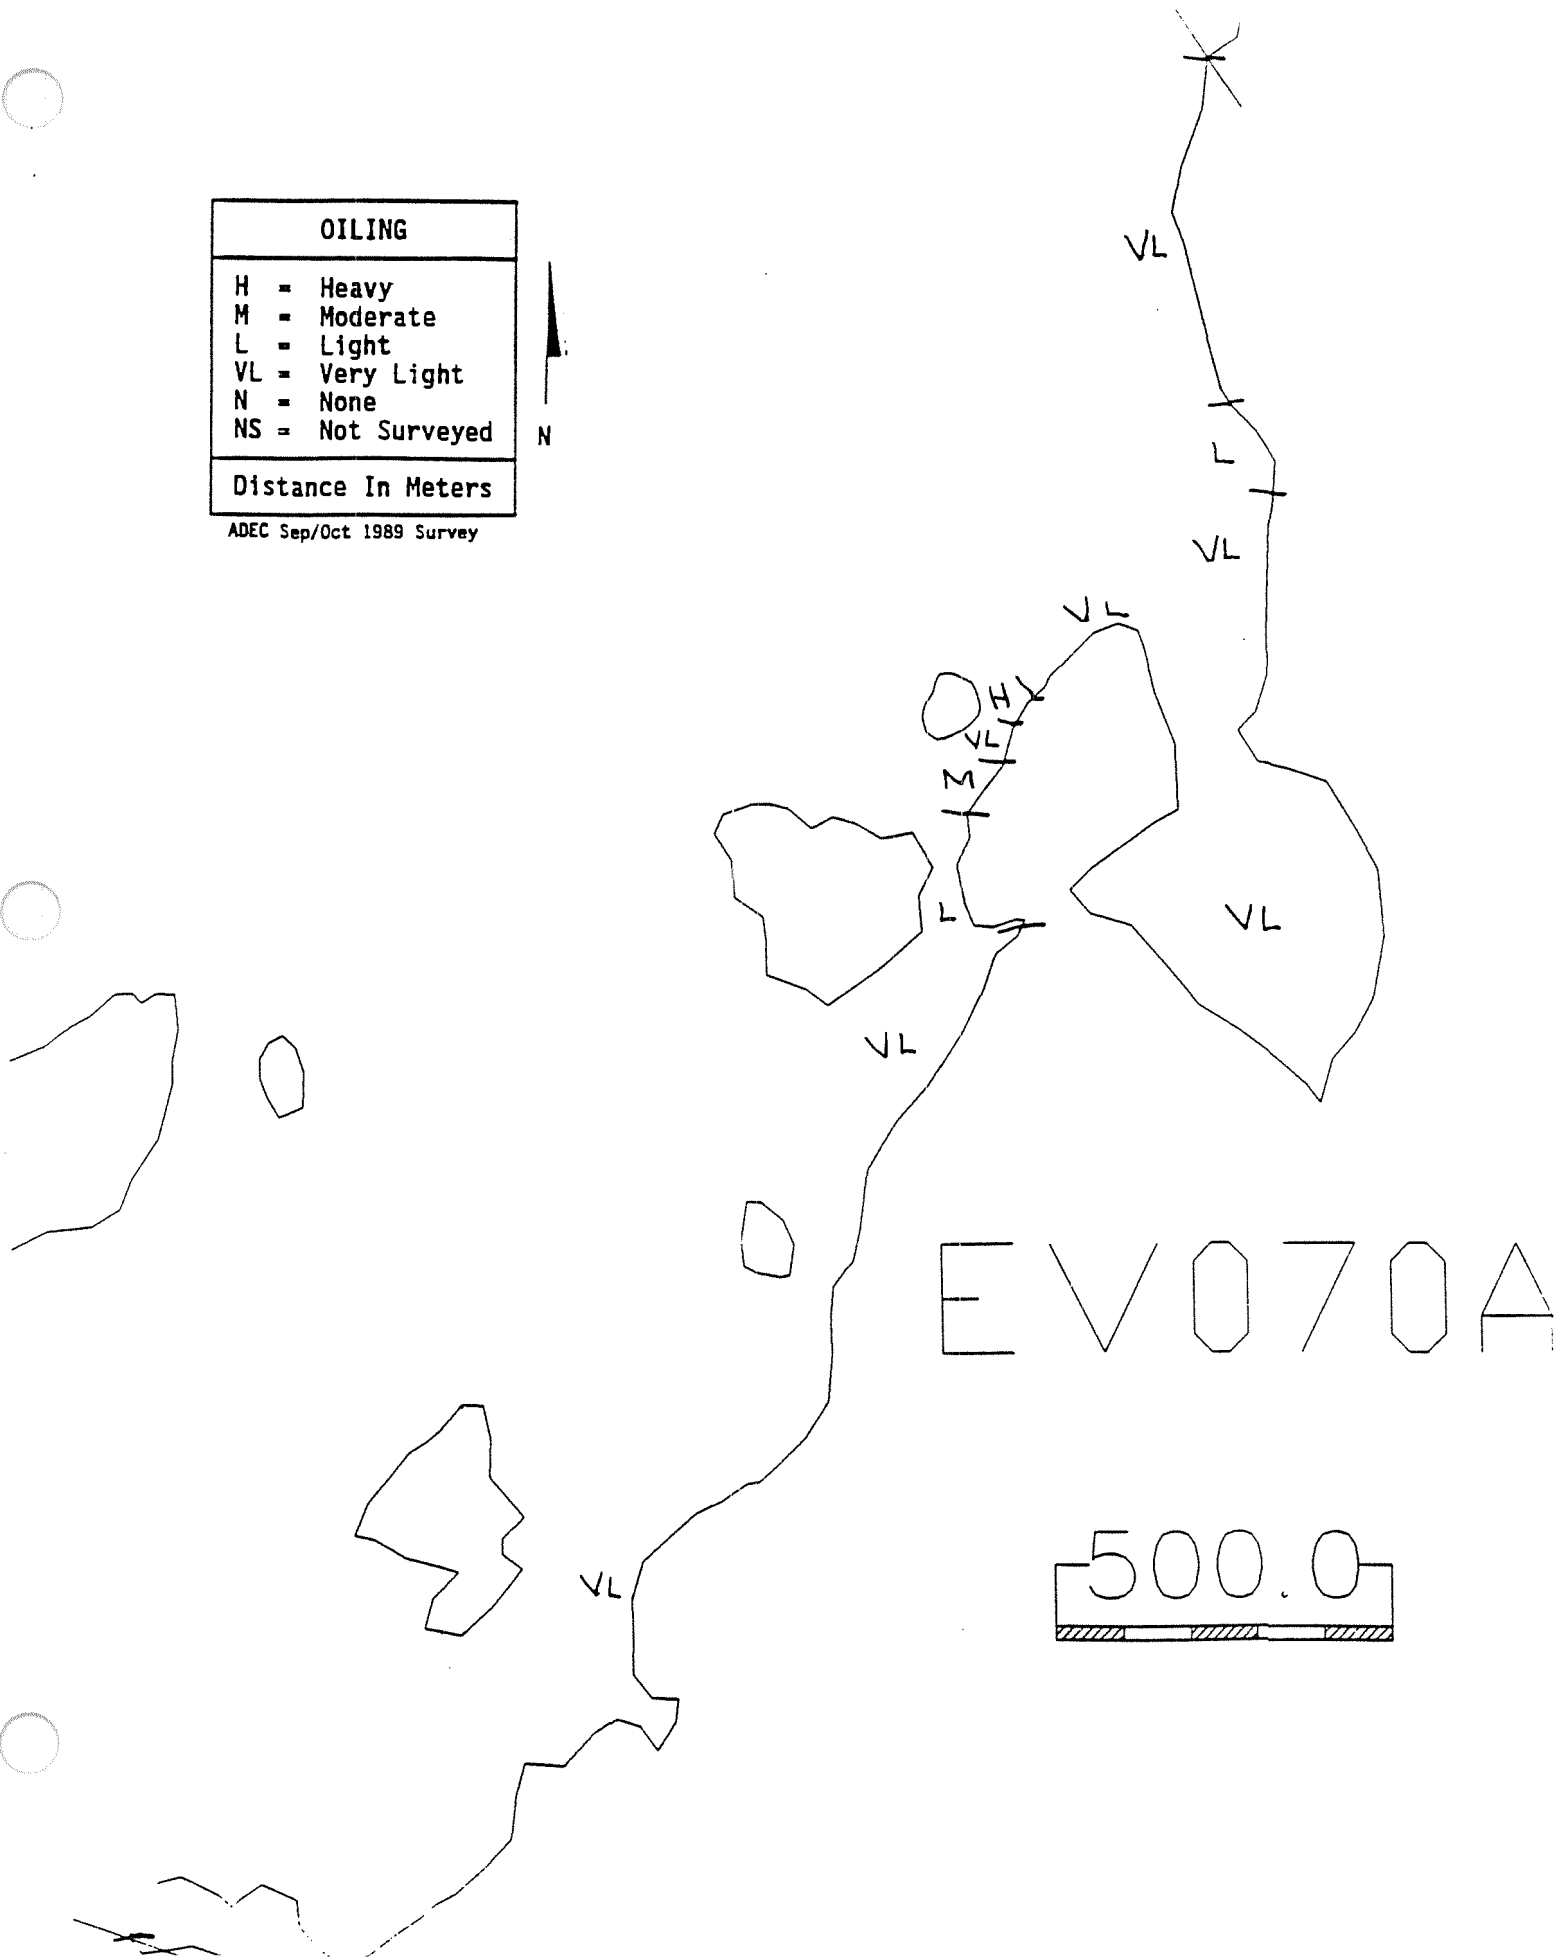 OILING
H = Heavy
M = Moderate
L = Light
VL = Very Light
N = None
NS = Not Surveyed
Distance In Meters
ADEC Sep/Oct 1989 Survey
N
VL
L
VL
VL
H
VL
M
L
VL
VL
EV070A
500.0
VL